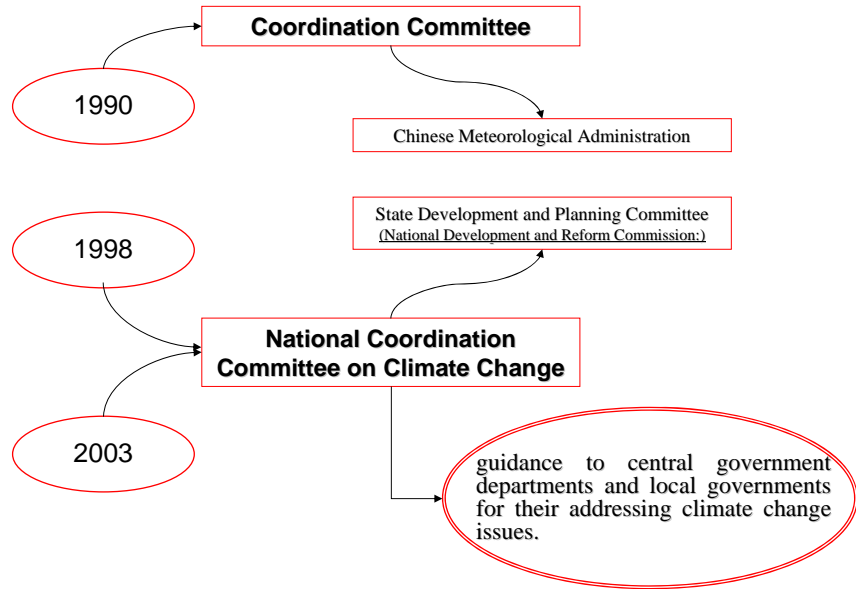 Coordination Committee
1990
Chinese Meteorological Administration
State Development and Planning Committee
(National Development and Reform Commission:)
1998
National Coordination
Committee on Climate Change
2003
guidance to central government
departments and local governments
for their addressing climate change
issues.